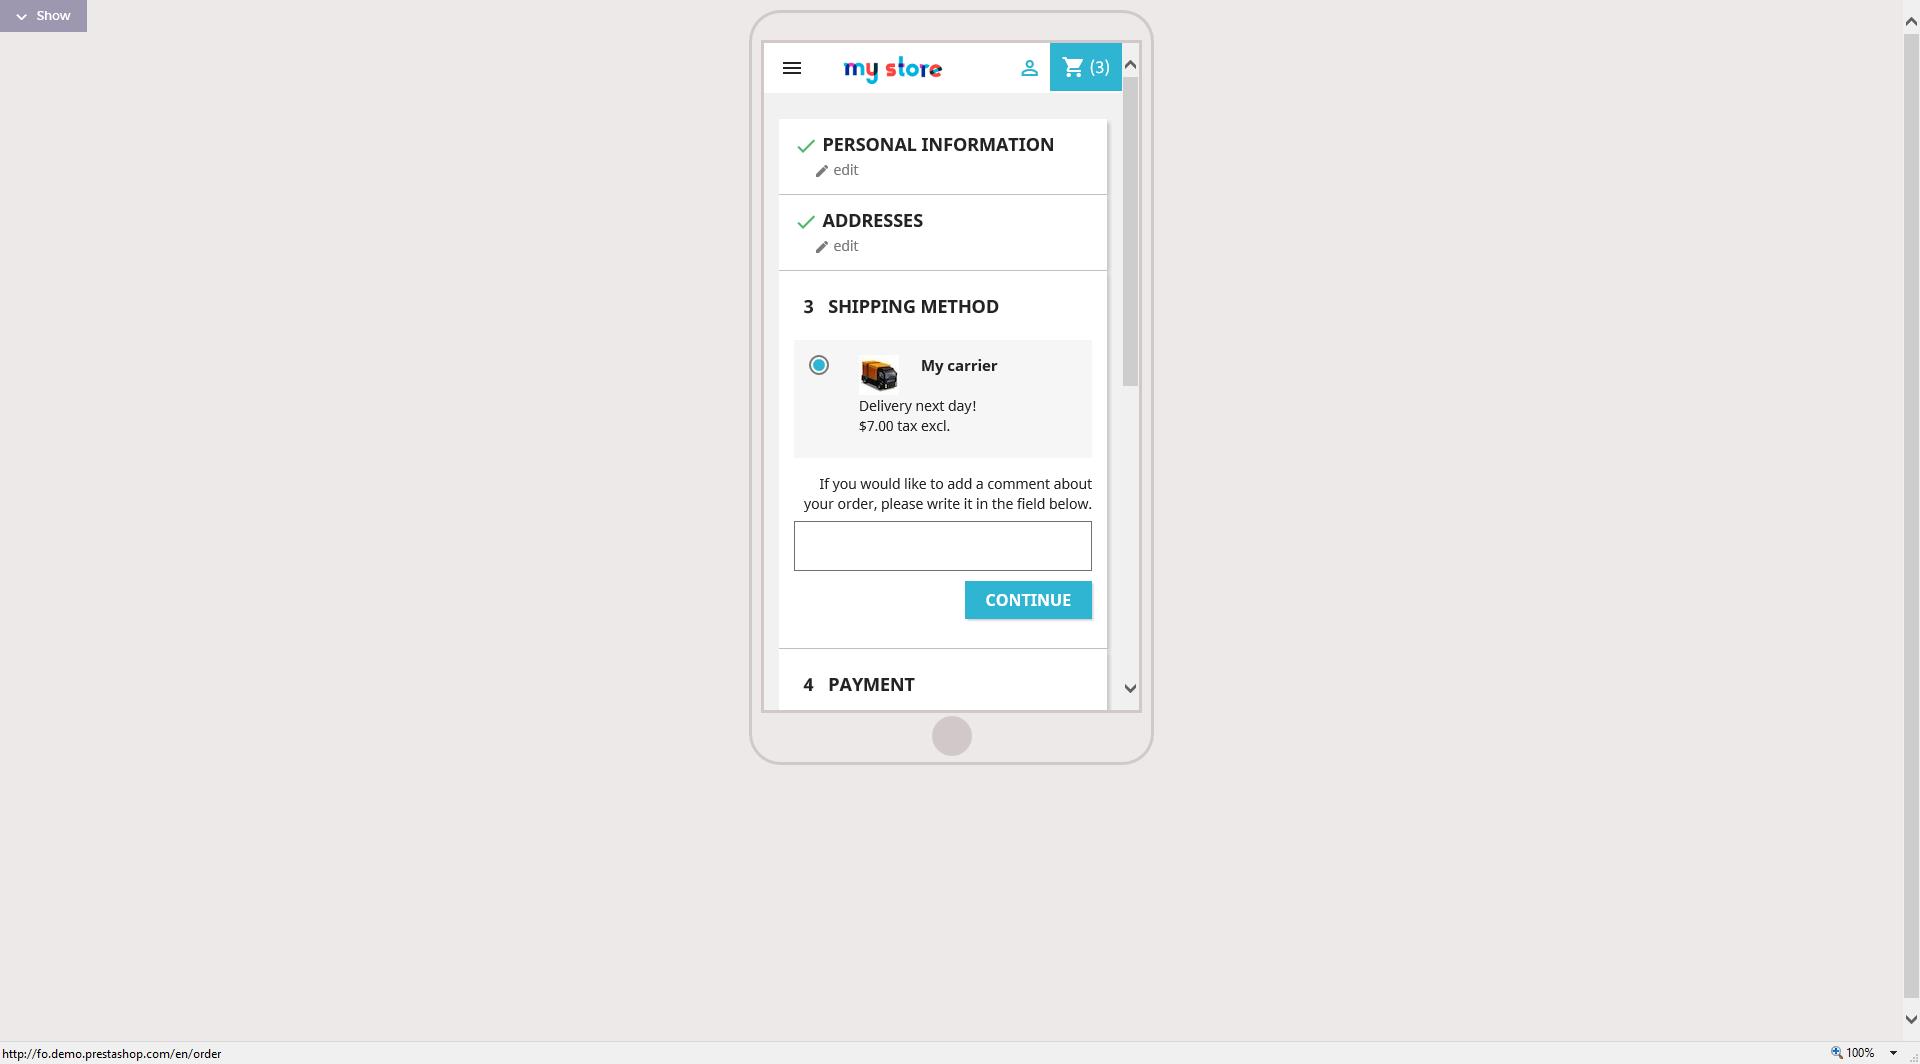 Show
my store
(3)
PERSONAL INFORMATION
edit
ADDRESSES
edit
3 SHIPPING METHOD
My carrier
Delivery next day!
$7.00 tax excl.
If you would like to add a comment about
your order, please write it in the field below.
CONTINUE
4 PAYMENT
http://fo.demo.prestashop.com/en/order
100%